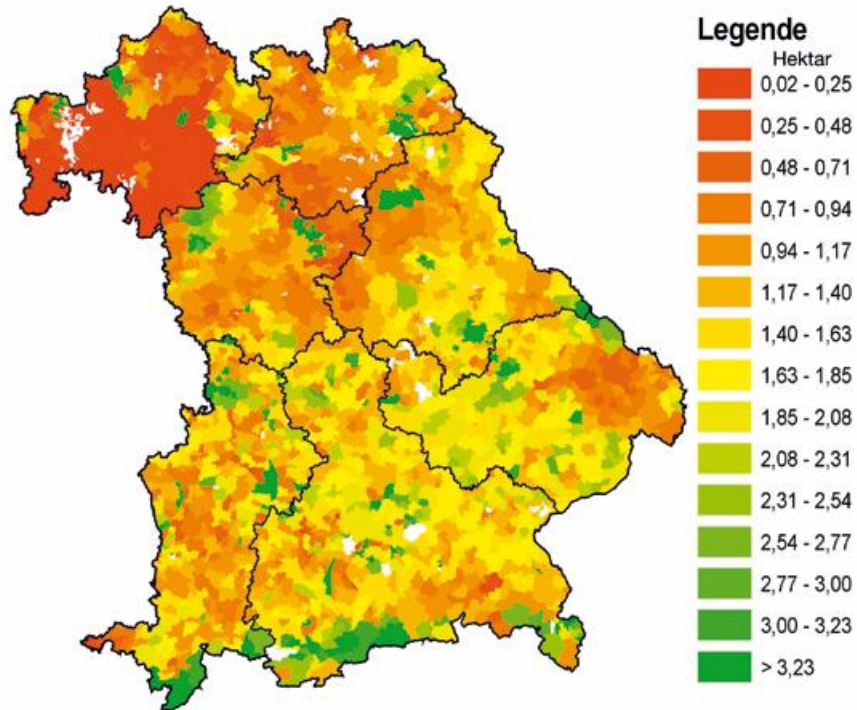 Legende
Hektar
0,02 - 0,25
0,25 - 0,48
0,48 - 0,71
0,71 - 0,94
0,94 - 1,17
1,17 - 1,40
1,40 - 1,63
1,63 - 1,85
1,85 - 2,08
2,08 - 2,31
2,31 - 2,54
2,54 - 2,77
2,77 - 3,00
3,00 - 3,23
> 3,23